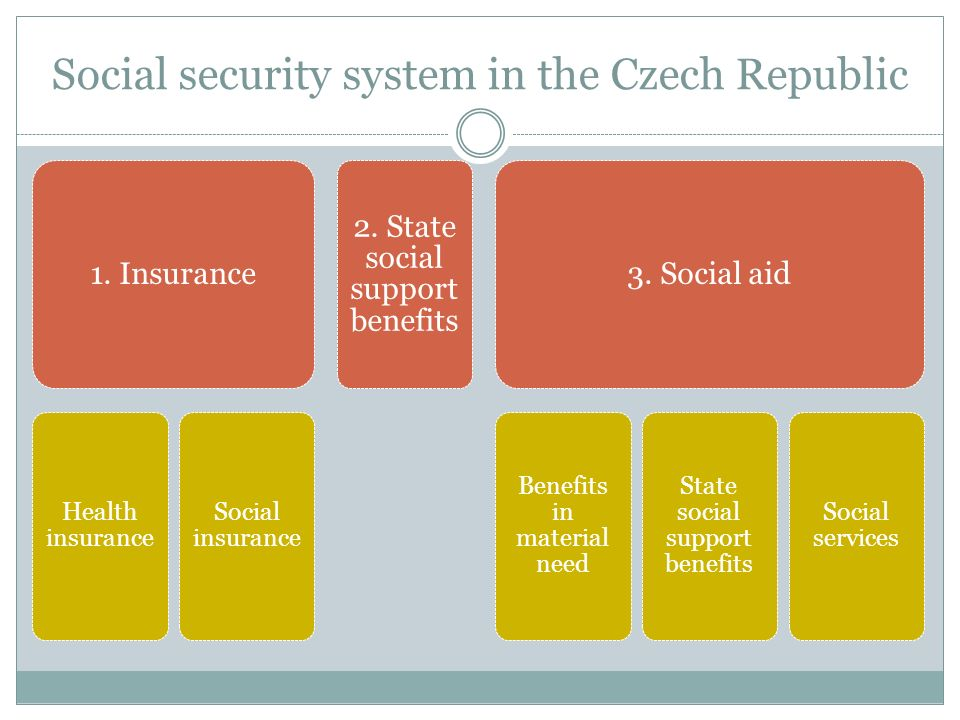 Social security system in the Czech Republic
1. Insurance
2. State
social
support
benefits
3. Social aid
Health
insurance
Social
insurance
Benefits
in
material
need
State
social
support
benefits
Social
services